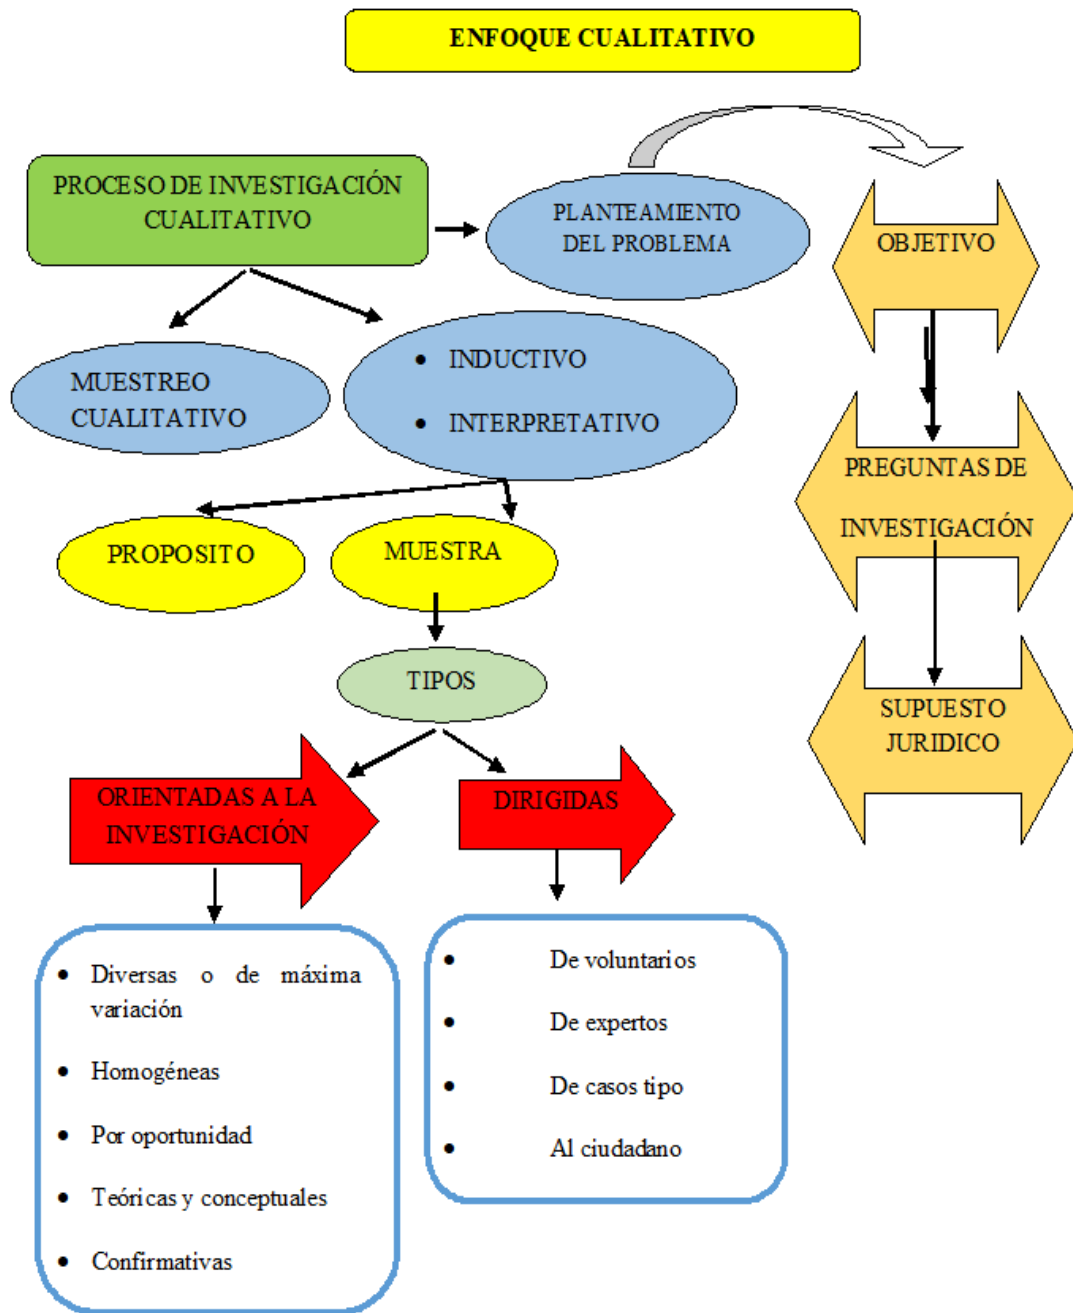 ENFOQUE CUALITATIVO
PROCESO DE INVESTIGACIÓN
CUALITATIVO
PLANTEAMIENTO
DEL PROBLEMA
OBJETIVO
MUESTREO
CUALITATIVO
• INDUCTIVO
• INTERPRETATIVO
PREGUNTAS DE
INVESTIGACIÓN
PROPOSITO
MUESTRA
TIPOS
SUPUESTO
JURIDICO
ORIENTADAS A LA
INVESTIGACIÓN
DIRIGIDAS
• Diversas o de máxima
variación
• Homogéneas
• Por oportunidad
• Teóricas y conceptuales
• Confirmativas
• De voluntarios
• De expertos
• De casos tipo
• Al ciudadano